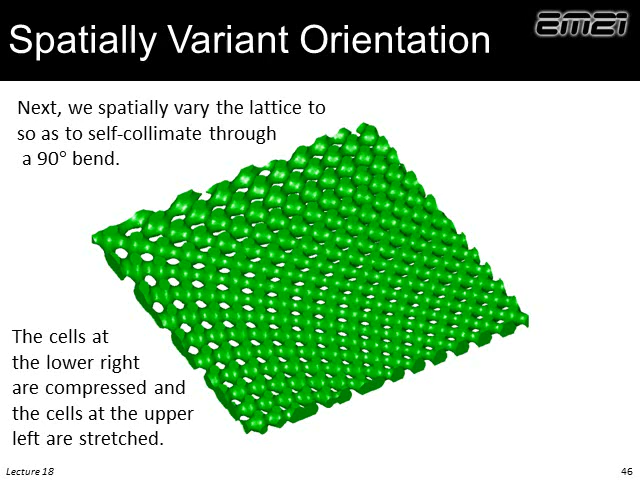 Spatially Variant Orientation
EM21
Next, we spatially vary the lattice to
so as to self-collimate through
a 90° bend.
The cells at
the lower right
are compressed and
the cells at the upper
left are stretched.
Lecture 18
46